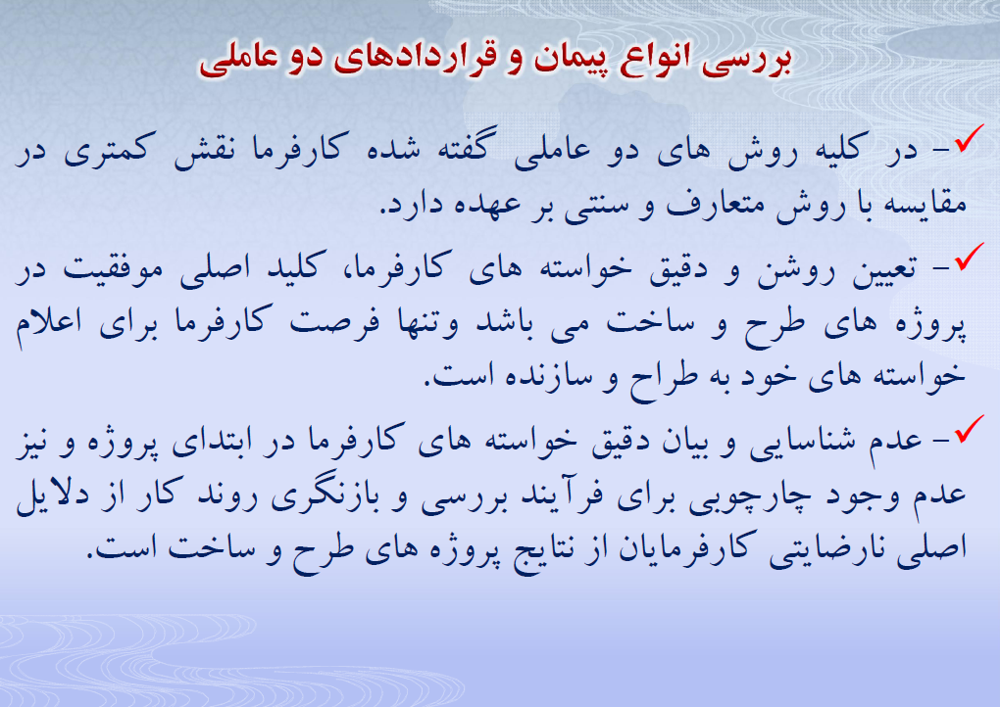 بررسی انواع پیمان و قراردادهای دو عاملی
✓- در کلیه روش های دو عاملی گفته شده کارفرما نقش کمتری در
مقایسه با روش متعارف و سنتی بر عهده دارد.
✓- تعیین روشن و دقیق خواسته های کارفرما، کلید اصلی موفقیت در
پروژه های طرح و ساخت می باشد وتنها فرصت کارفرما برای اعلام
خواسته های خود به طراح و سازنده است.
✓- عدم شناسایی و بیان دقیق خواسته های کارفرما در ابتدای پروژه و نیز
عدم وجود چارچوبی برای فرآیند بررسی و بازنگری روند کار از دلایل
اصلی نارضایتی کارفرمایان از نتایج پروژه های طرح و ساخت است.